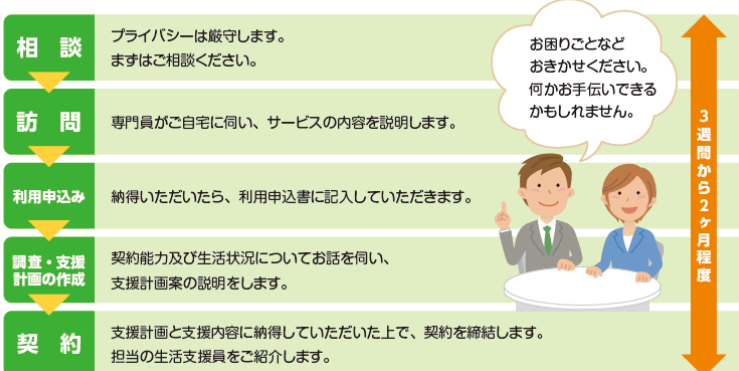 相談
プライバシーは厳守します。
まずはご相談ください。
お困りごとなど
おきかせください。
何かお手伝いできる
かもしれません。
訪問
専門員がご自宅に伺い、サービスの内容を説明します。
利用申込み
納得いただいたら、利用申込書に記入していただきます。
調査・支援
計画の作成
契約能力及び生活状況についてお話を伺い、
支援計画案の説明をします。
契約
支援計画と支援内容に納得していただいた上で、契約を締結します。
担当の生活支援員をご紹介します。
3週間から2ヶ月程度